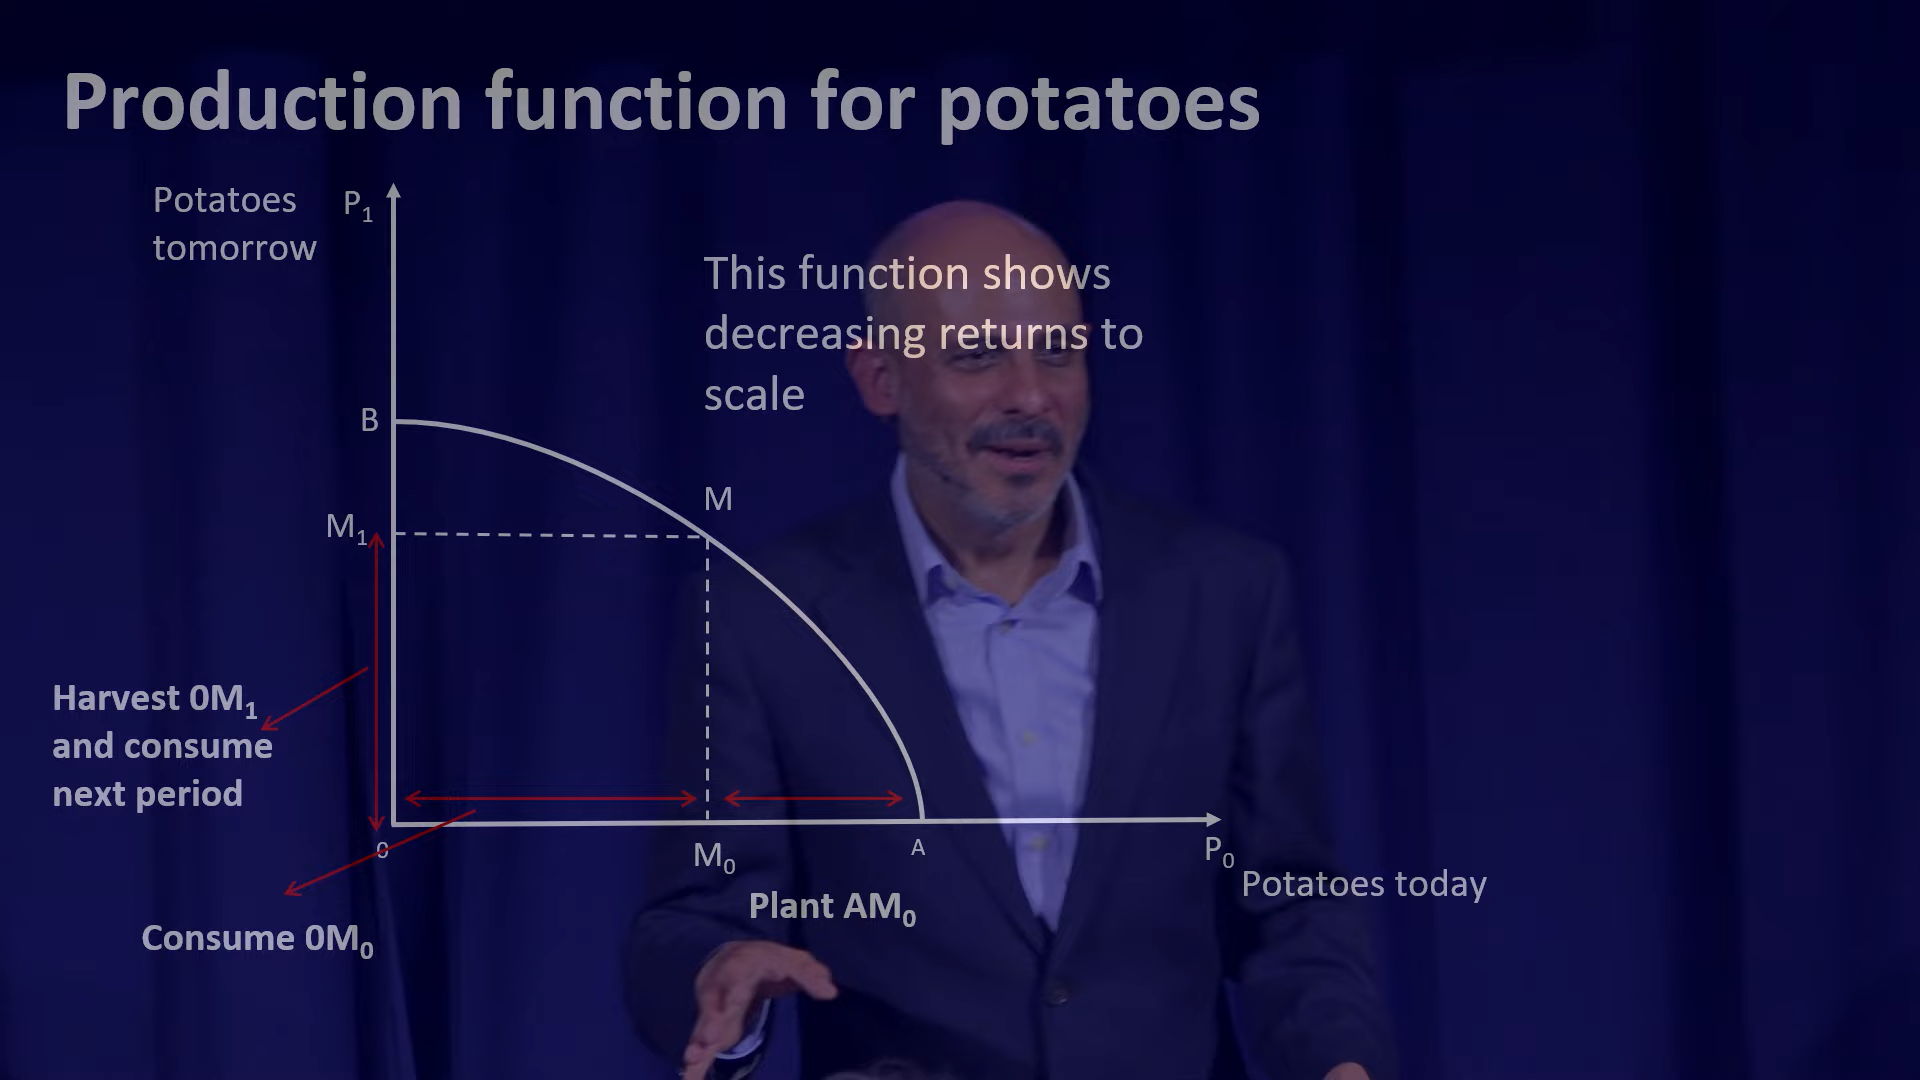 Production function for potatoes
Potatoes
tomorrow
P₁
This function shows
decreasing returns to
scale
B
M
M₁
Harvest 0M₁
and consume
next period
0
M₀
A
P₀
Potatoes today
Plant AM₀
Consume 0M₀